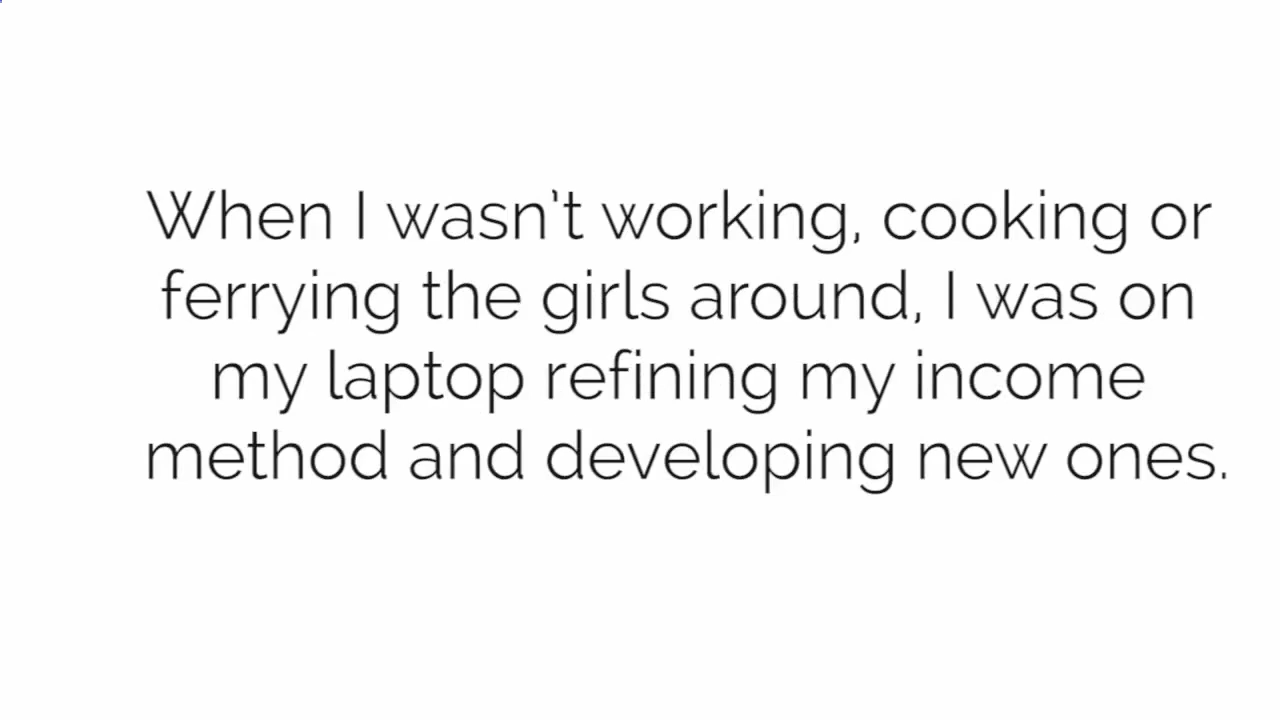 When I wasn't working, cooking or
ferrying the girls around, I was on
my laptop refining my income
method and developing new ones.